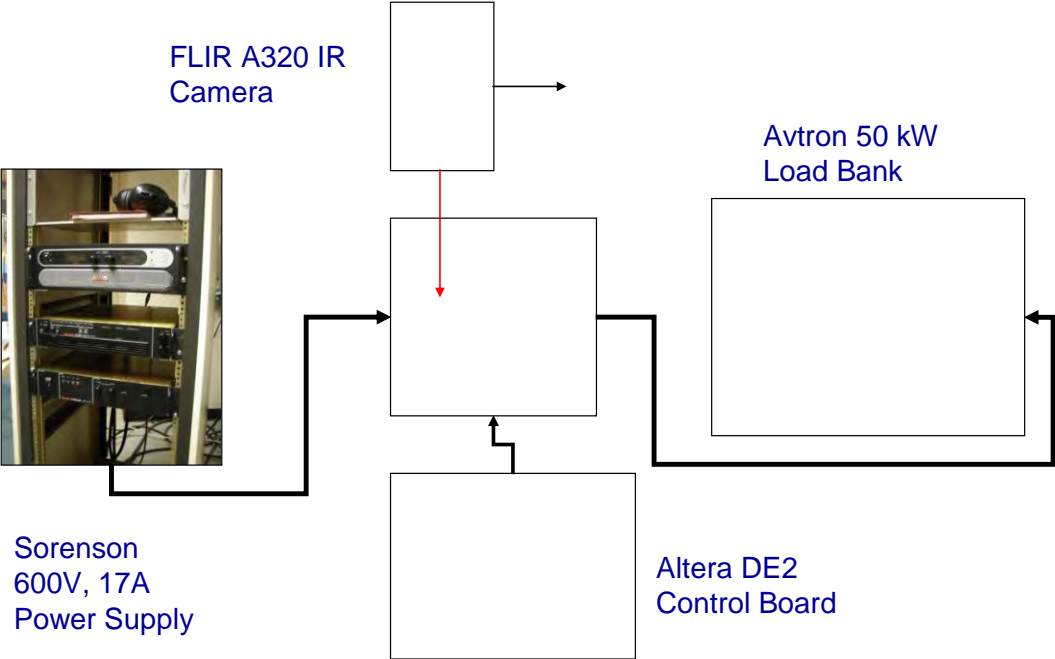 FLIR A320 IR
Camera
Avtron 50 kW
Load Bank
Sorenson
600V, 17A
Power Supply
Altera DE2
Control Board